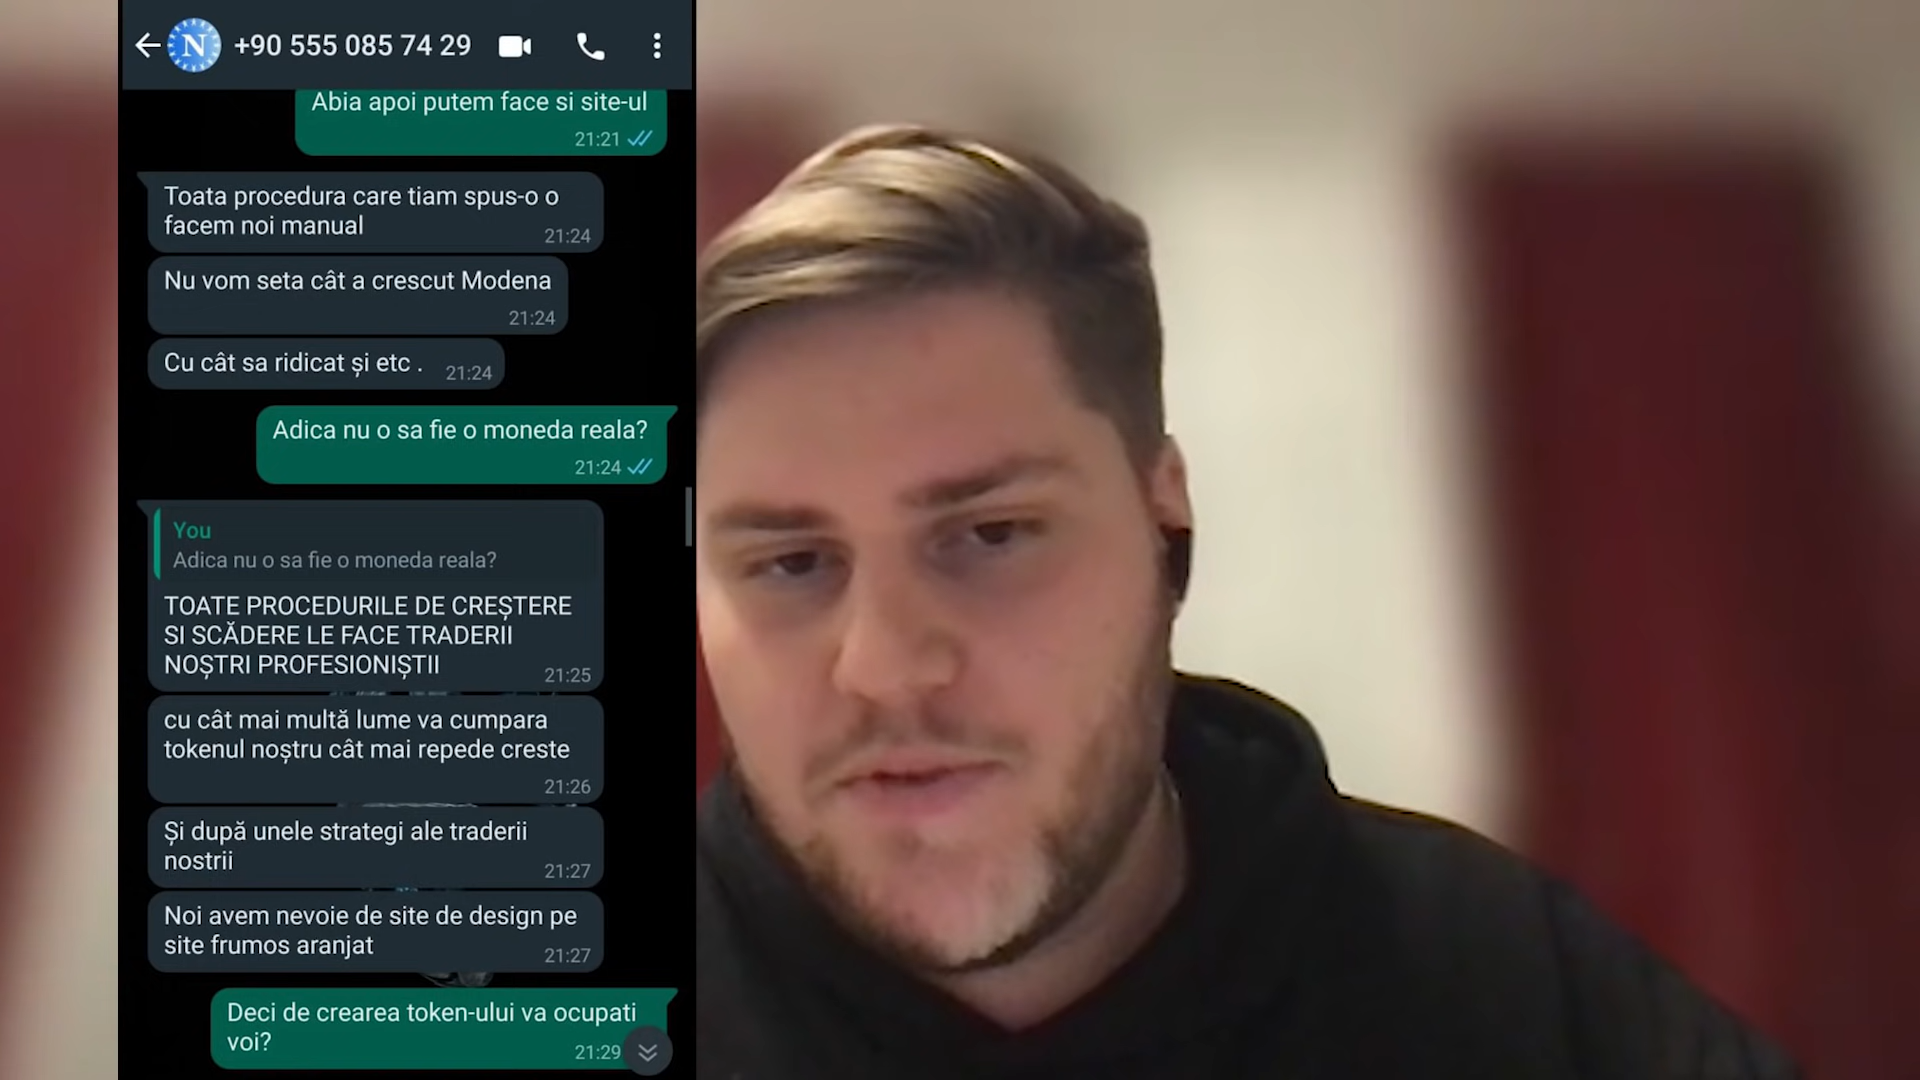 N
+90 555 085 74 29
Abia apoi putem face si site-ul
21:21
Toata procedura care tiam spus-o o
facem noi manual
21:24
Nu vom seta cât a crescut Modena
21:24
Cu cât sa ridicat și etc .
21:24
Adica nu o sa fie o moneda reala?
21:24
You
Adica nu o sa fie o moneda reala?
TOATE PROCEDURILE DE CREȘTERE
SI SCĂDERE LE FACE TRADERII
NOȘTRI PROFESIONIȘTII
21:25
cu cât mai multă lume va cumpara
tokenul noștru cât mai repede creste
21:26
Și după unele strategi ale traderii
nostrii
21:27
Noi avem nevoie de site de design pe
site frumos aranjat
21:27
Deci de crearea token-ului va ocupati
voi?
21:29